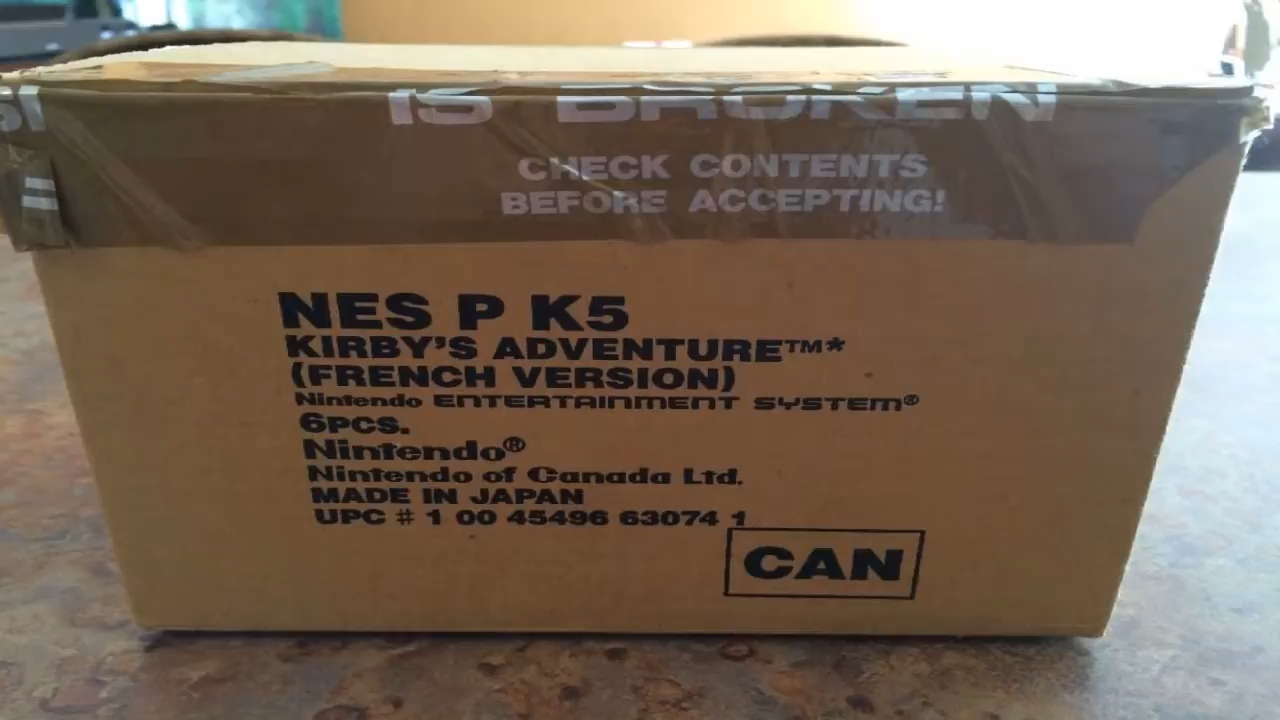 IS BROKEN
CHECK CONTENTS
BEFORE ACCEPTING!
NES P K5
KIRBY'S ADVENTURE™*
(FRENCH VERSION)
Nintendo ENTERTAINMENT SYSTEM®
6PCS.
Nintendo®
Nintendo of Canada Ltd.
MADE IN JAPAN
UPC # 1 00 45496 63074 1
CAN